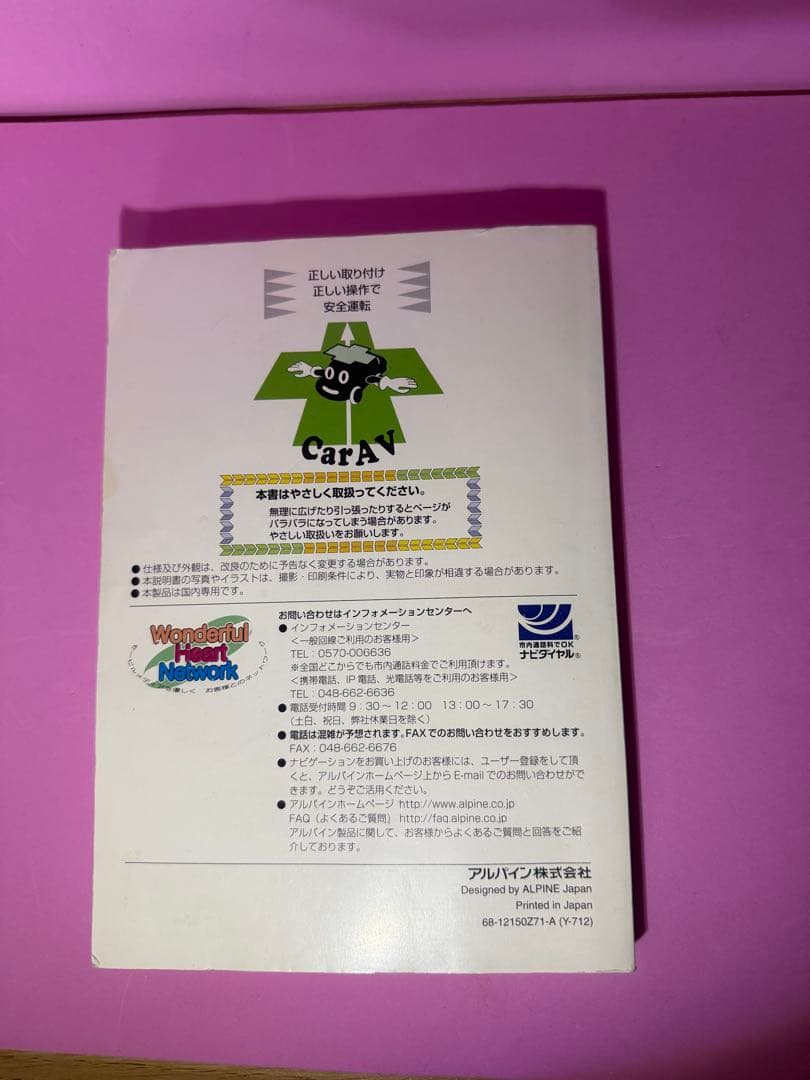 正しい取り付け
正しい操作で
安全運転
CarAV
本書はやさしく取扱ってください。
無理に広げたり引っ張ったりするとページが
バラバラになってしまう場合があります。
やさしい取扱いをお願いします。
●仕様及び外観は、改良のために予告なく変更する場合があります。
●本説明書の写真やイラストは、撮影・印刷条件により、実物と印象が相違する場合があります。
●本製品は国内専用です。
Wonderful
Heart
Network
モービルメディアから優しく お客様とのネットワーク
お問い合わせはインフォメーションセンターへ
●インフォメーションセンター
＜一般回線ご利用のお客様用＞
TEL：0570-006636
※全国どこからでも市内通話料金でご利用頂けます。
＜携帯電話、IP電話、光電話等をご利用のお客様用＞
TEL：048-662-6636
●電話受付時間 9：30～12：00 13：00～17：30
（土日、祝日、弊社休業日を除く）
●電話は混雑が予想されます。FAXでのお問い合わせをおすすめします。
FAX：048-662-6676
●ナビゲーションをお買い上げのお客様には、ユーザー登録をして頂
くと、アルパインホームページ上からE-mailでのお問い合わせがで
きます。どうぞご活用ください。
●アルパインホームページ http://www.alpine.co.jp
FAQ（よくあるご質問） http://faq.alpine.co.jp
アルパイン製品に関して、お客様からよくあるご質問と回答をご紹
介しております。
市内通話料でOK®
ナビダイヤル®
アルパイン株式会社
Designed by ALPINE Japan
Printed in Japan
68-12150Z71-A (Y-712)